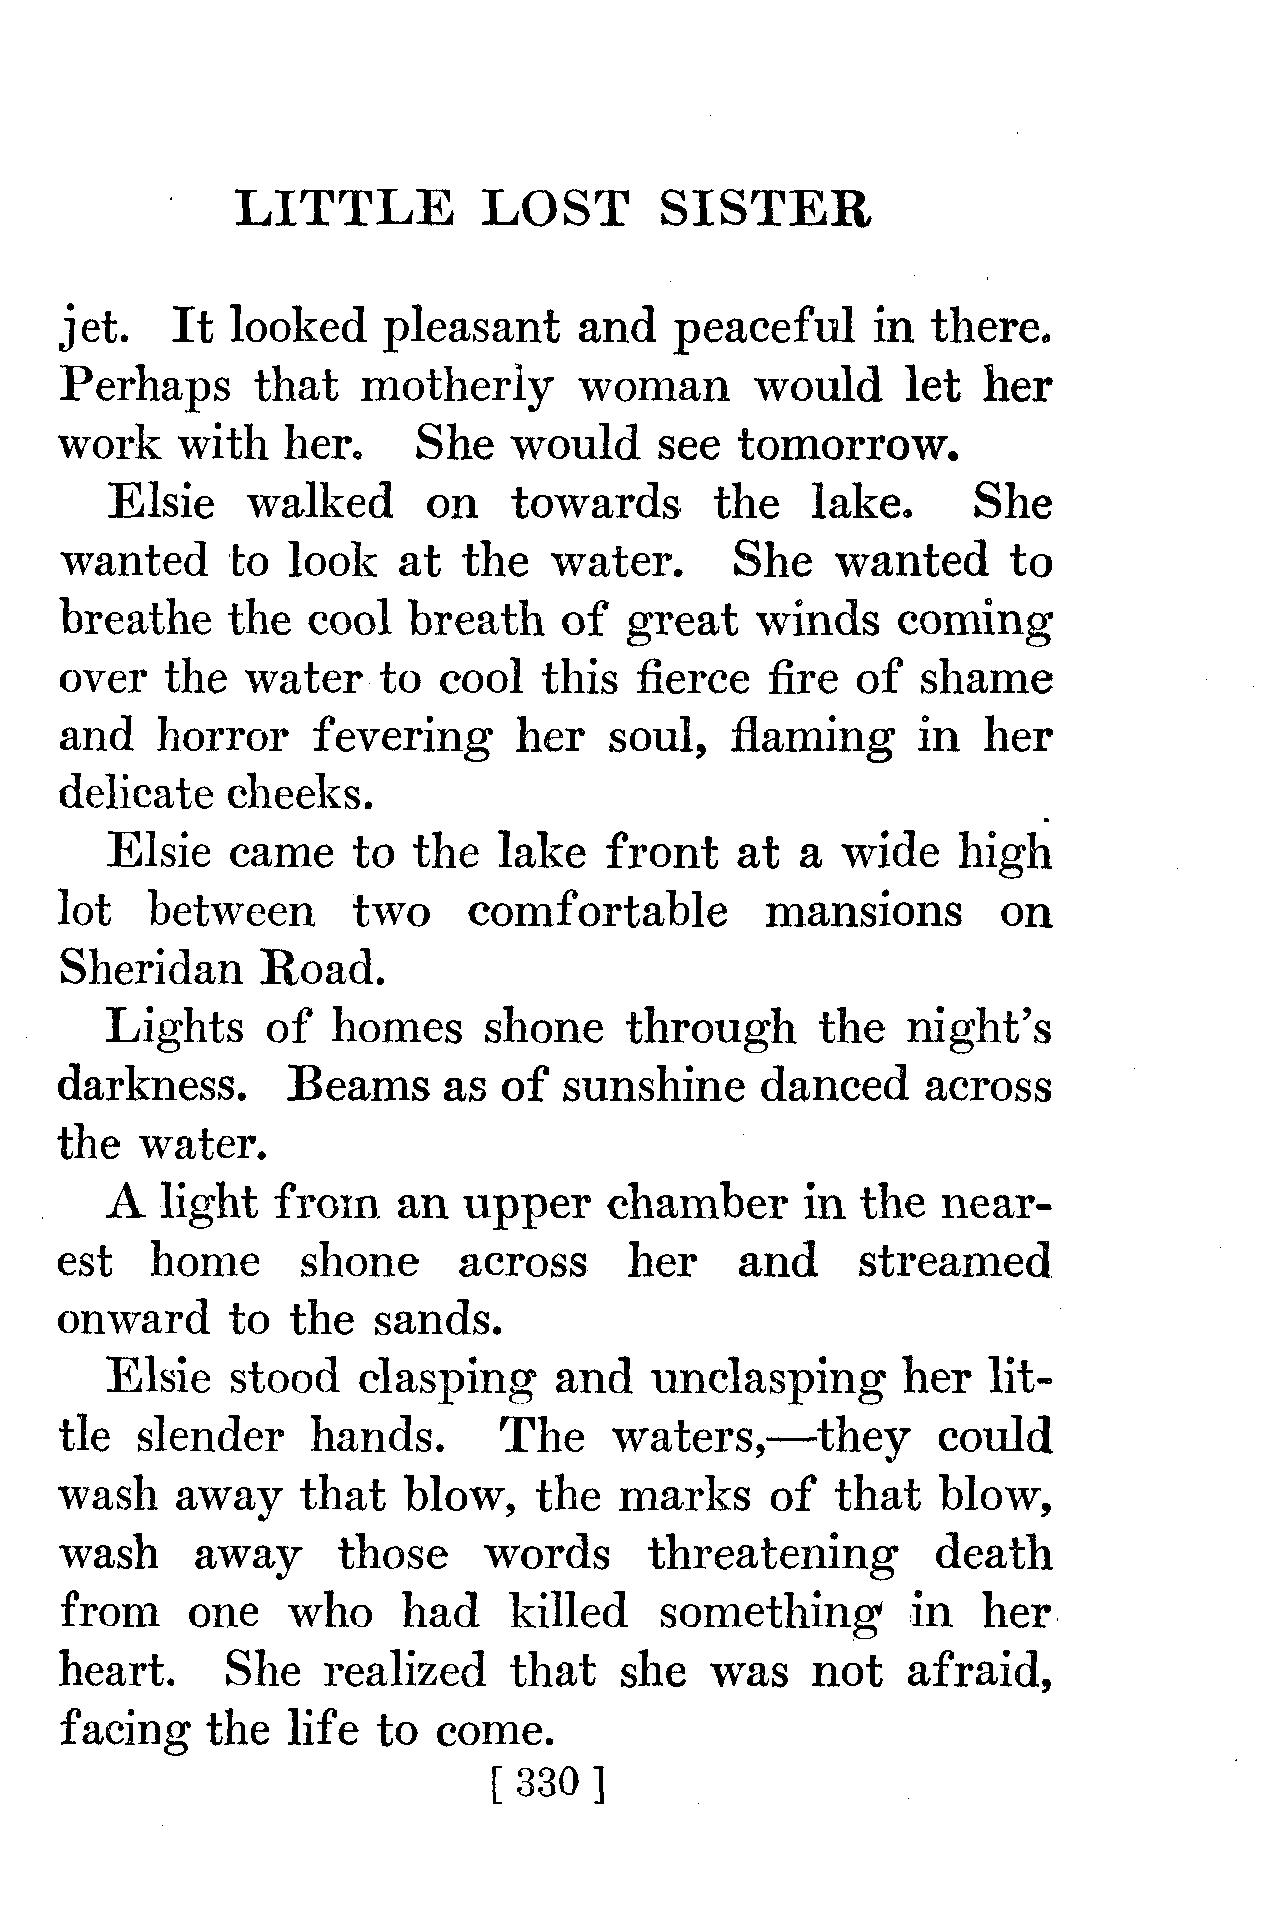 LITTLE LOST SISTER
jet. It looked pleasant and peaceful in there.
Perhaps that motherly woman would let her
work with her. She would see tomorrow.
Elsie walked on towards the lake. She
wanted to look at the water. She wanted to
breathe the cool breath of great winds coming
over the water to cool this fierce fire of shame
and horror fevering her soul, flaming in her
delicate cheeks.
Elsie came to the lake front at a wide high
lot between two comfortable mansions on
Sheridan Road.
Lights of homes shone through the night's
darkness. Beams as of sunshine danced across
the water.
A light from an upper chamber in the near-
est home shone across her and streamed
onward to the sands.
Elsie stood clasping and unclasping her lit-
tle slender hands. The waters,—they could
wash away that blow, the marks of that blow,
wash away those words threatening death
from one who had killed something in her
heart. She realized that she was not afraid,
facing the life to come.
[ 330 ]